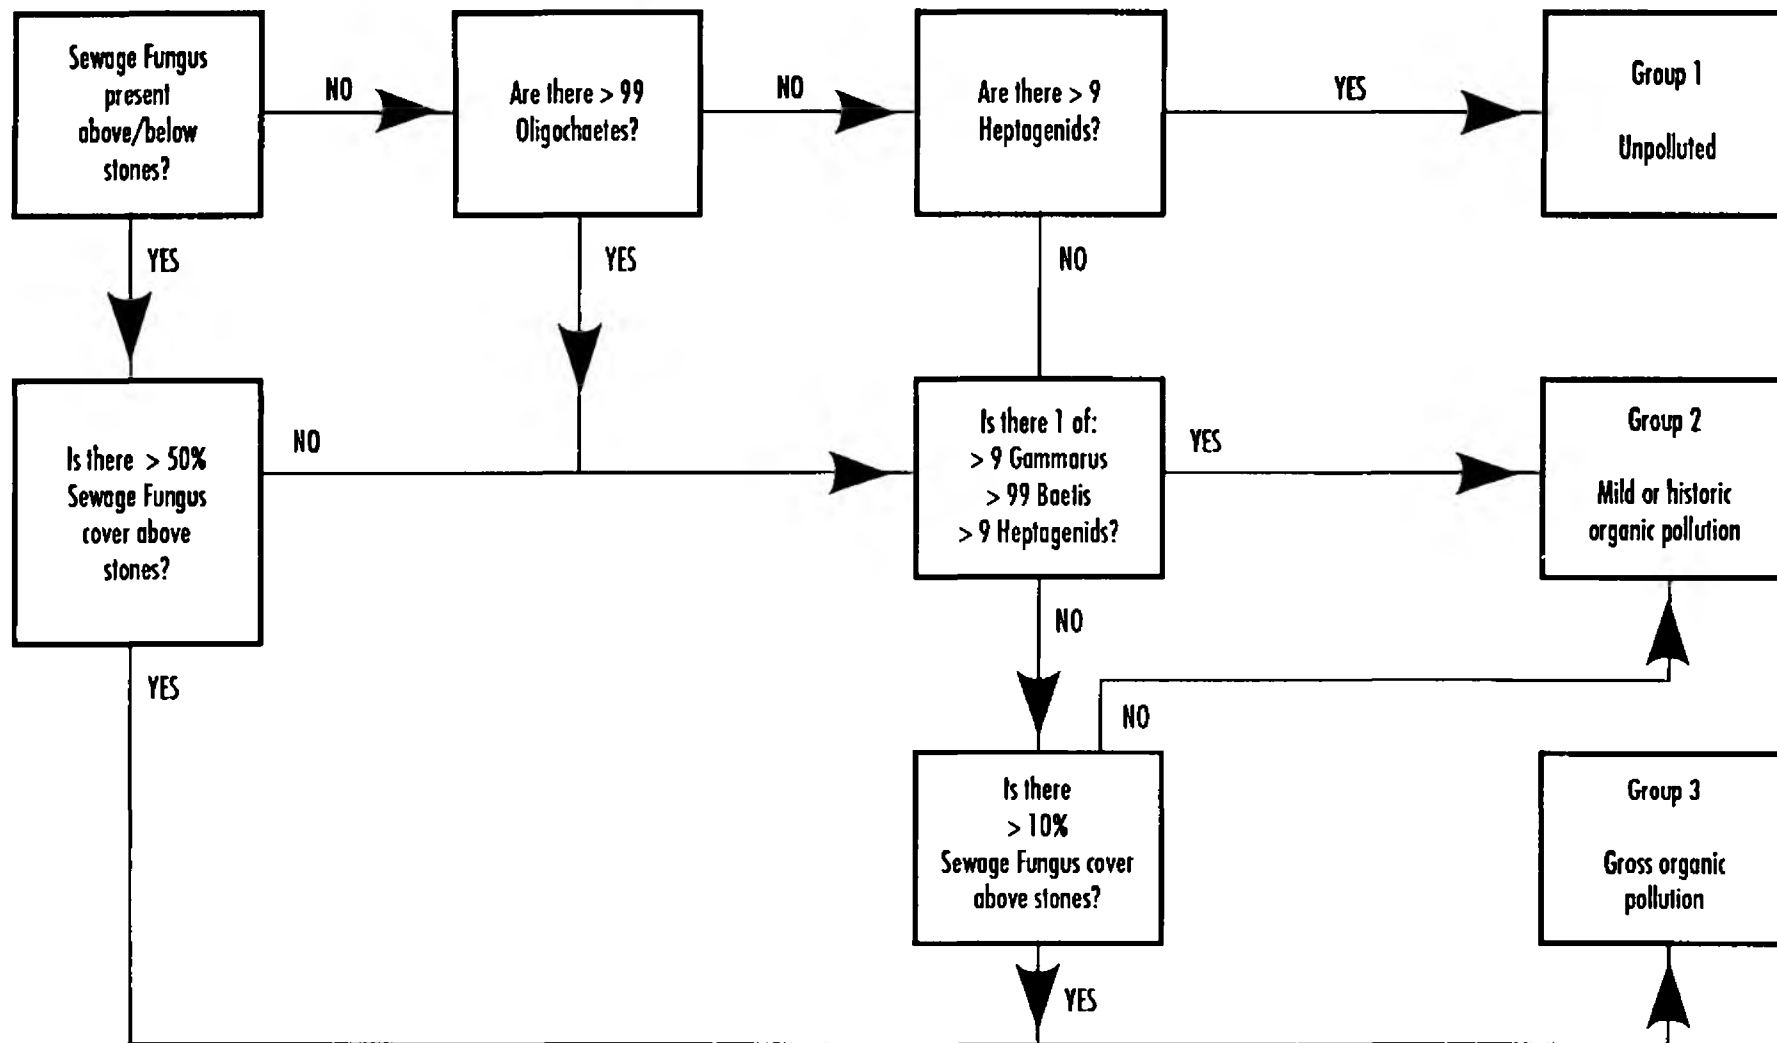 Sewage Fungus
present
above/below
stones?
NO
Are there > 99
Oligochaetes?
NO
Are there > 9
Heptagenids?
YES
Group 1
Unpolluted
YES
YES
NO
Is there > 50%
Sewage Fungus
cover above
stones?
NO
Is there 1 of:
> 9 Gammarus
> 99 Baetis
> 9 Heptagenids?
YES
Group 2
Mild or historic
organic pollution
YES
NO
NO
Is there
> 10%
Sewage Fungus cover
above stones?
Group 3
Gross organic
pollution
YES